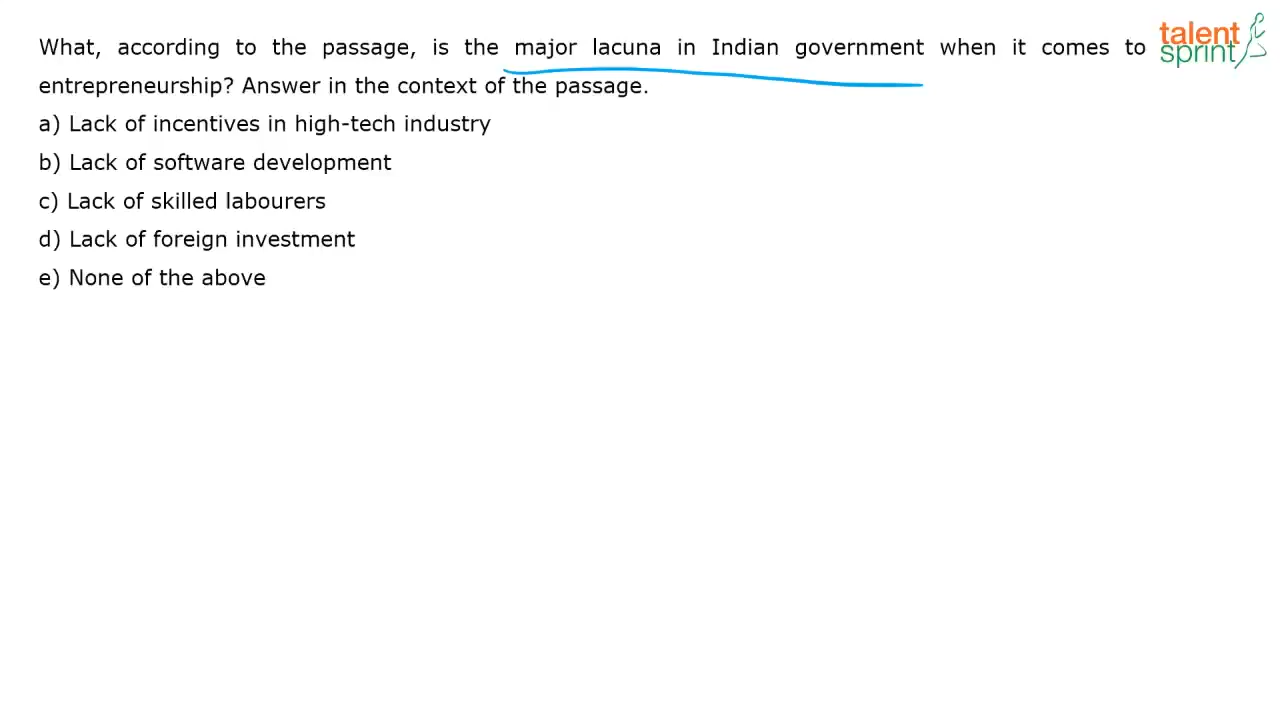 What, according to the passage, is the major lacuna in Indian government when it comes to
entrepreneurship? Answer in the context of the passage.
a) Lack of incentives in high-tech industry
b) Lack of software development
c) Lack of skilled labourers
d) Lack of foreign investment
e) None of the above
talent
sprint